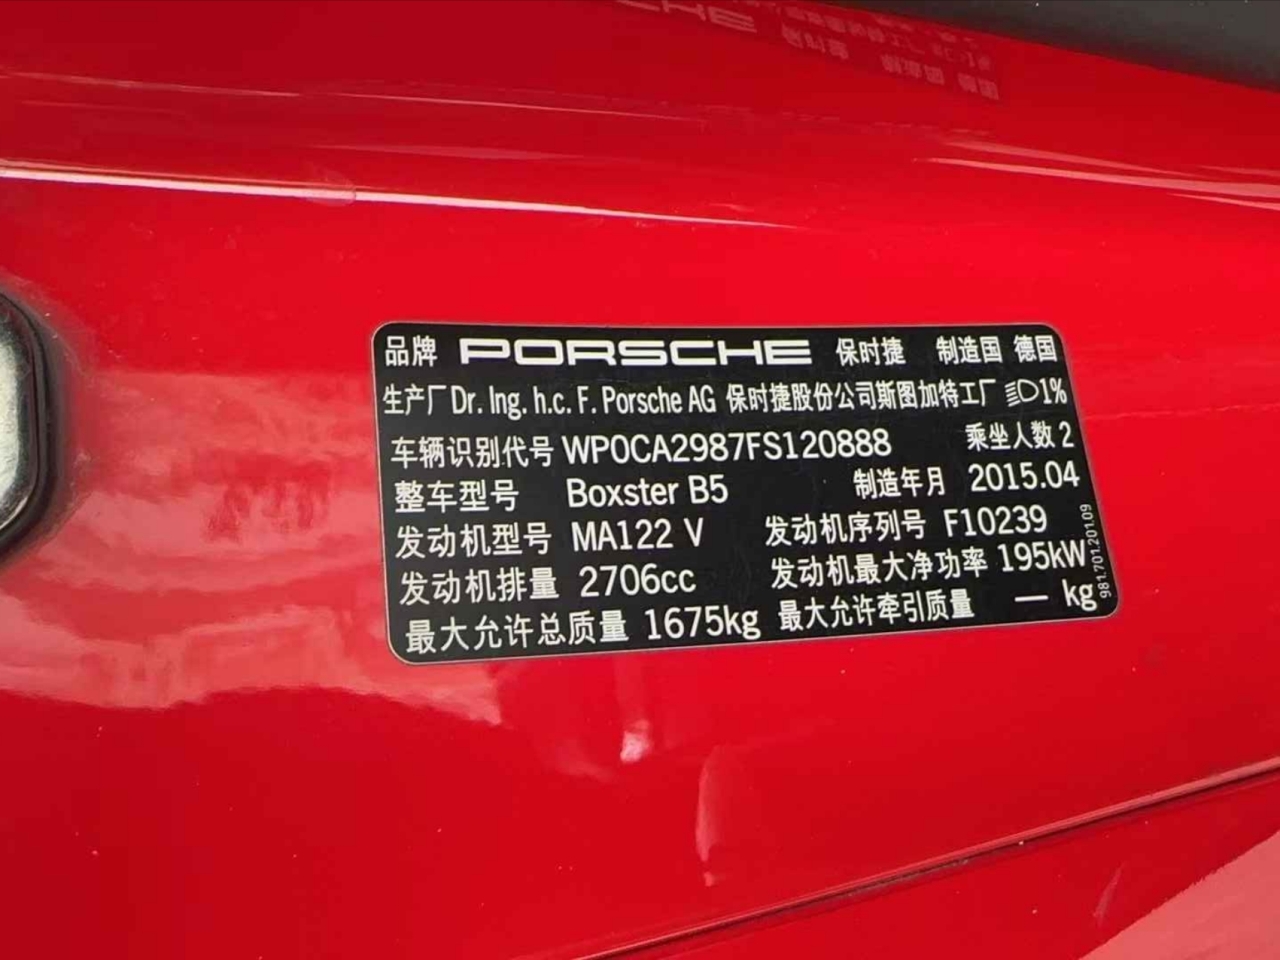 品牌 PORSCHE 保时捷 制造国 德国
生产厂 Dr. Ing. h.c. F. Porsche AG 保时捷股份公司斯图加特工厂 1%
车辆识别代号 WP0CA2987FS120888 乘坐人数 2
整车型号 Boxster B5 制造年月 2015.04
发动机型号 MA122 V 发动机序列号 F10239
发动机排量 2706cc 发动机最大净功率 195kW
最大允许总质量 1675kg 最大允许牵引质量 — kg
981.701.201.09